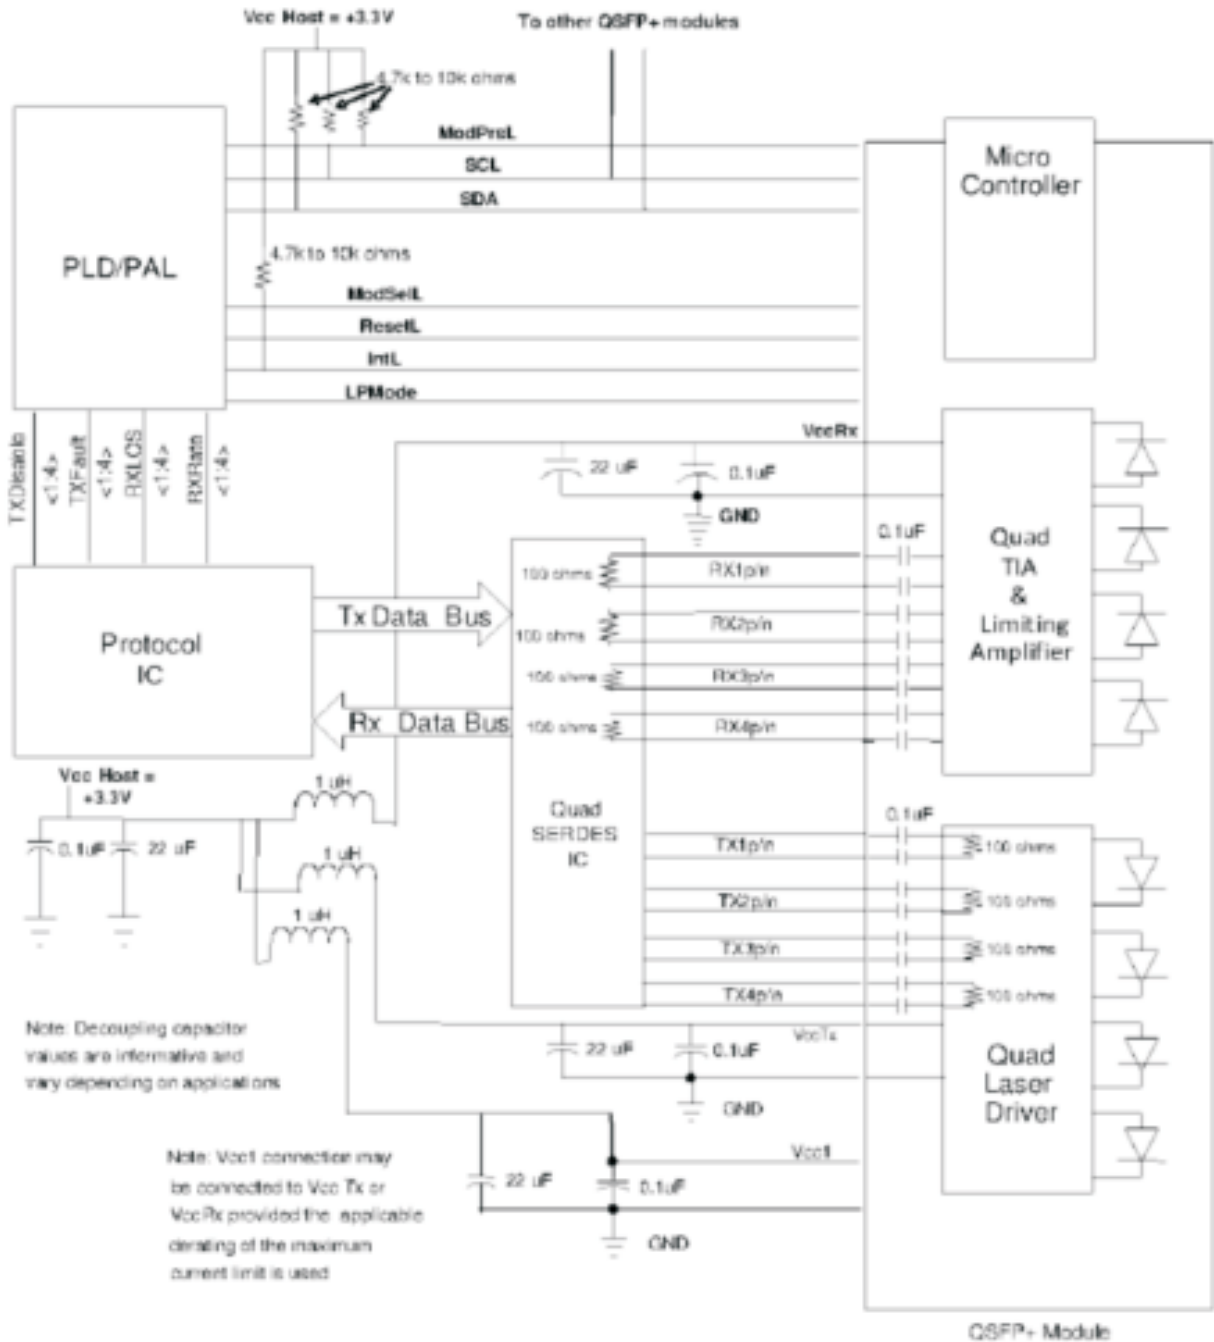 Vcc Host = +3.3V
To other QSFP+ modules
4.7k to 10k ohms
ModPrsL
SCL
SDA
Micro
Controller
PLD/PAL
4.7k to 10k ohms
ModSelL
ResetL
IntL
LPMode
TXDisable
<1:4>
TXFault
<1:4>
RXLOS
<1:4>
RXRate
<1:4>
VccRx
22 uF
0.1uF
GND
0.1uF
Quad
TIA
&
Limiting
Amplifier
100 ohms
RX1p/n
Tx Data Bus
100 ohms
RX2p/n
Protocol
IC
100 ohms
RX3p/n
Rx Data Bus
100 ohms
RX4p/n
Vcc Host =
+3.3V
1 uH
0.1uF
22 uF
1 uH
1 uH
Quad
SERDES
IC
0.1uF
TX1p/n
100 ohms
TX2p/n
100 ohms
TX3p/n
100 ohms
TX4p/n
100 ohms
Note: Decoupling capacitor
values are informative and
vary depending on applications
VccTx
22 uF
0.1uF
GND
Quad
Laser
Driver
Note: Vcc1 connection may
be connected to Vcc Tx or
Vcc Rx provided the applicable
derating of the maximum
current limit is used
Vcc1
22 uF
0.1uF
GND
QSFP+ Module